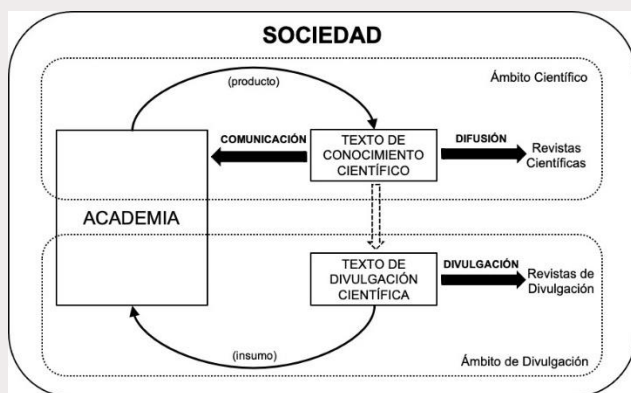 SOCIEDAD
Ámbito Científico
(producto)
COMUNICACIÓN
TEXTO DE
CONOCIMIENTO
CIENTÍFICO
DIFUSIÓN
Revistas
Científicas
ACADEMIA
TEXTO DE
DIVULGACIÓN
CIENTÍFICA
DIVULGACIÓN
Revistas de
Divulgación
(insumo)
Ámbito de Divulgación